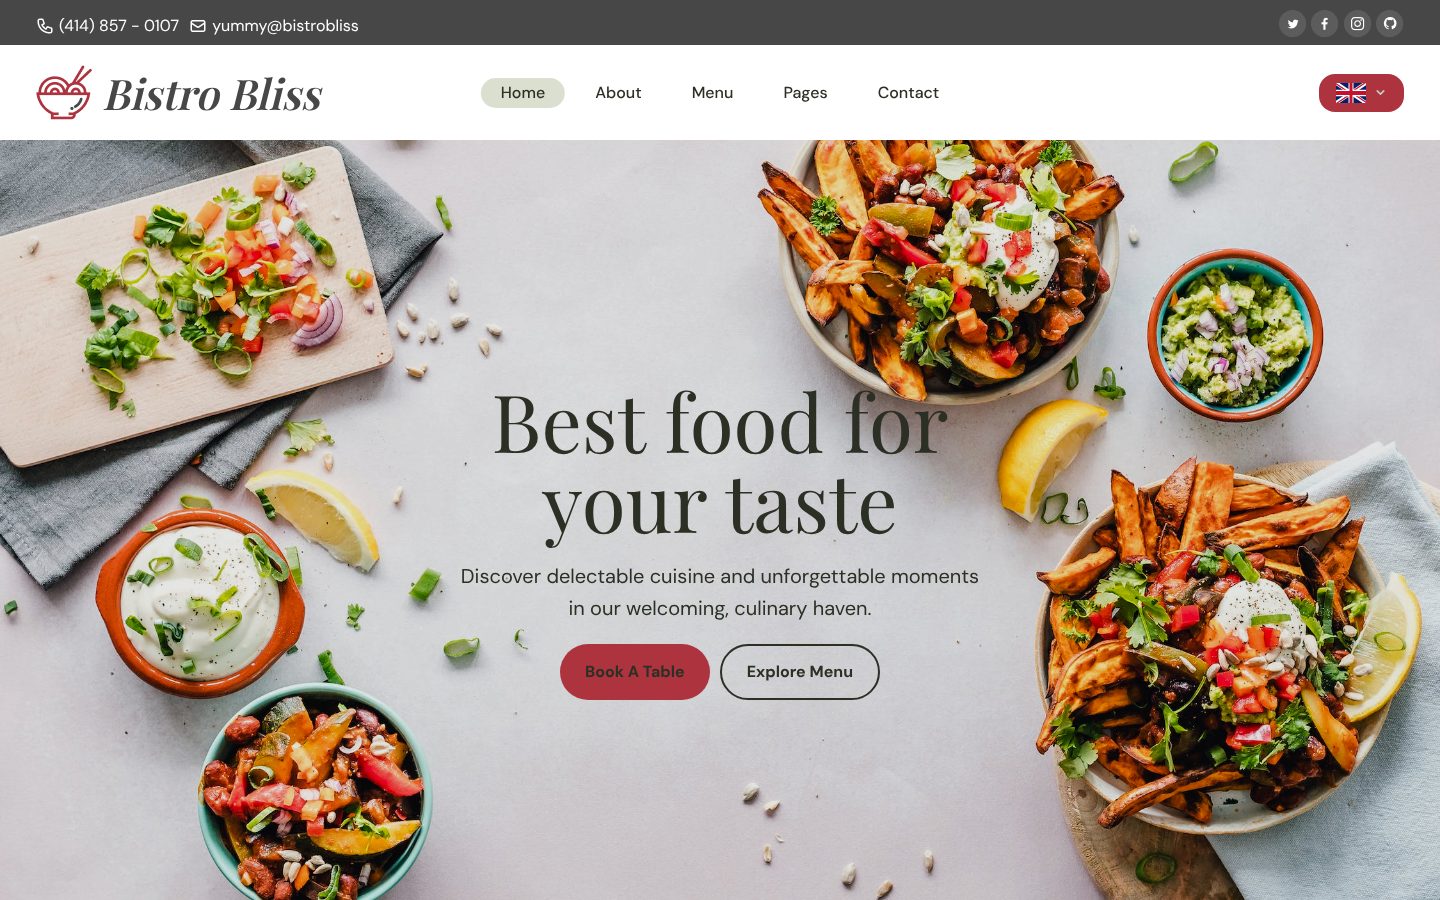 (414) 857 - 0107 yummy@bistrobliss
Bistro Bliss
Home About Menu Pages Contact
Best food for
your taste
Discover delectable cuisine and unforgettable moments
in our welcoming, culinary haven.
Book A Table Explore Menu